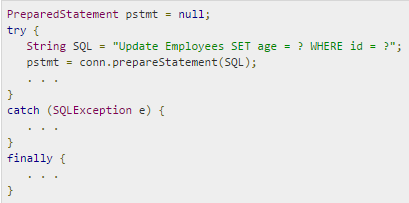 PreparedStatement pstmt = null;
try {
   String SQL = "Update Employees SET age = ? WHERE id = ?";
   pstmt = conn.prepareStatement(SQL);
   . . .
}
catch (SQLException e) {
   . . .
}
finally {
   . . .
}